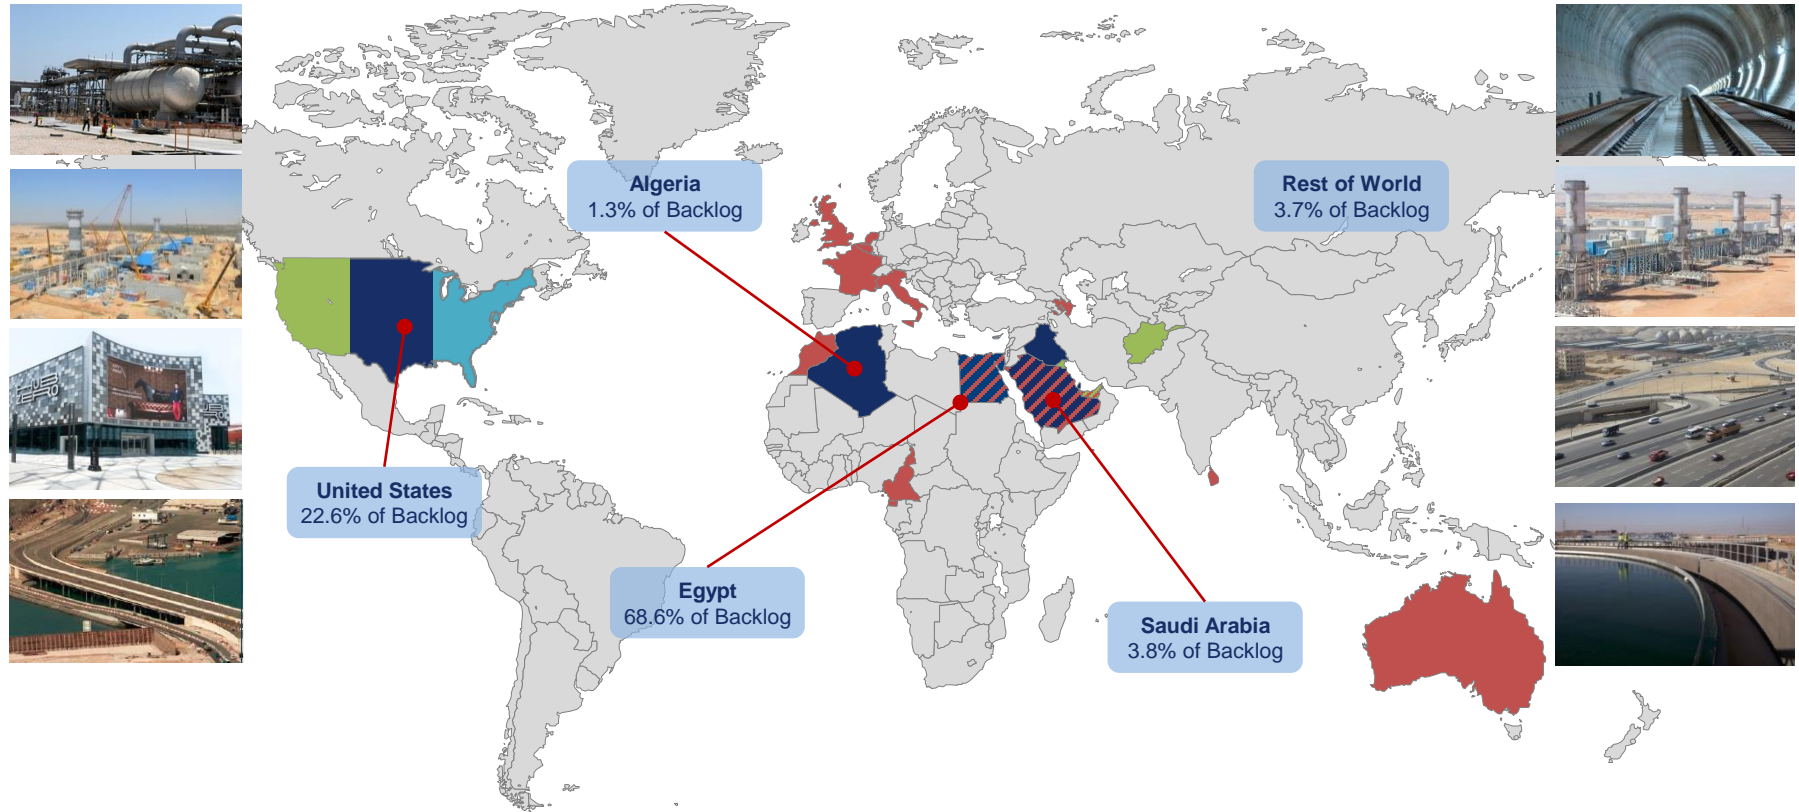 Algeria
1.3% of Backlog
Rest of World
3.7% of Backlog
United States
22.6% of Backlog
Egypt
68.6% of Backlog
Saudi Arabia
3.8% of Backlog